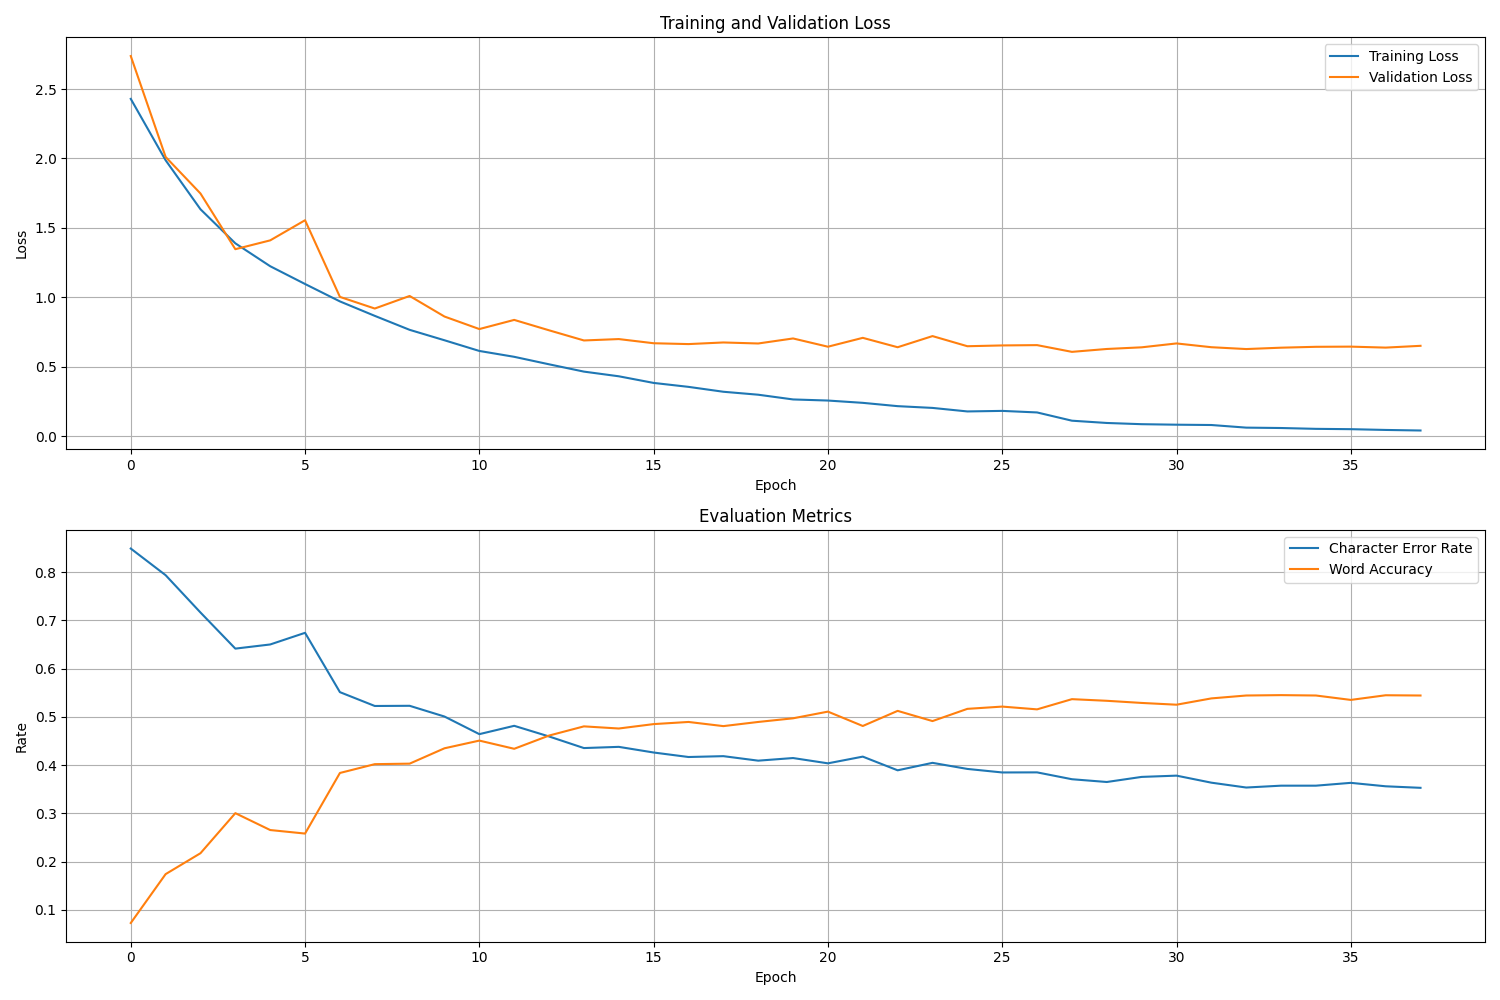 Training and Validation Loss
Training Loss
Validation Loss
2.5
2.0
1.5
1.0
0.5
0.0
Loss
0 5 10 15 20 25 30 35
Epoch
Evaluation Metrics
Character Error Rate
Word Accuracy
0.8
0.7
0.6
0.5
0.4
0.3
0.2
0.1
Rate
0 5 10 15 20 25 30 35
Epoch